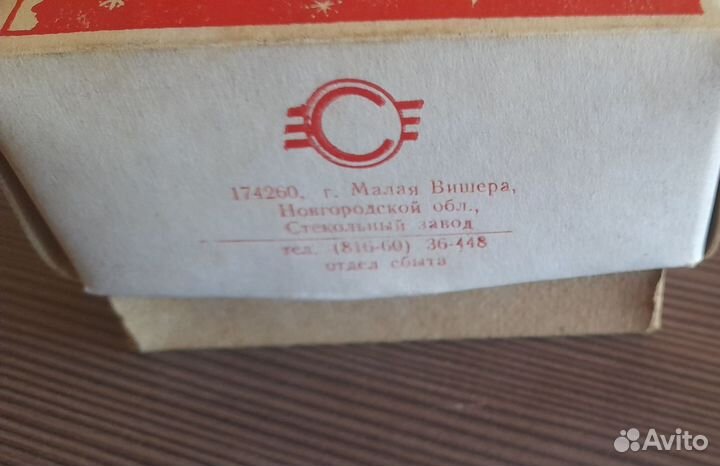 С
174260, г. Малая Вишера,
Новгородской обл.,
Стекольный завод
тел. (816-60) 36-448
отдел сбыта
Avito